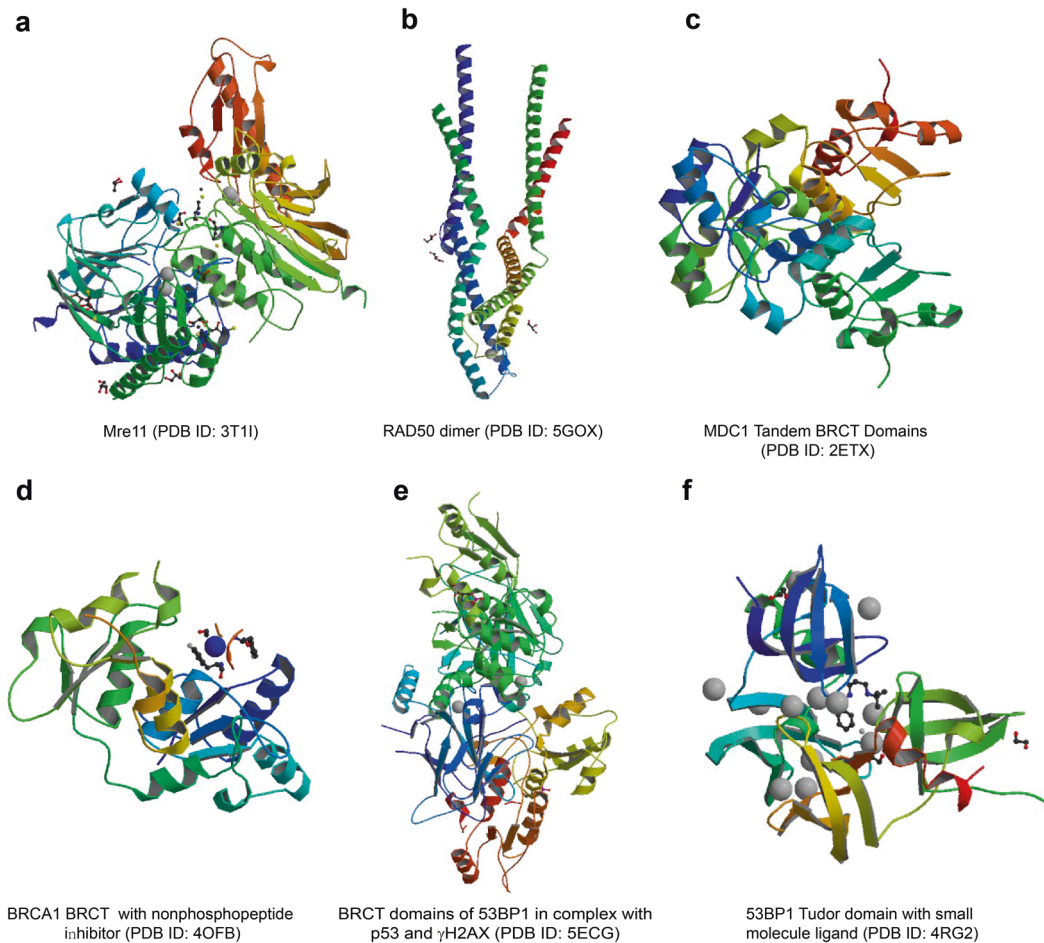 a
b
c
Mre11 (PDB ID: 3T1I)
RAD50 dimer (PDB ID: 5GOX)
MDC1 Tandem BRCT Domains
(PDB ID: 2ETX)
d
e
f
BRCA1 BRCT with nonphosphopeptide
inhibitor (PDB ID: 4OFB)
BRCT domains of 53BP1 in complex with
p53 and γH2AX (PDB ID: 5ECG)
53BP1 Tudor domain with small
molecule ligand (PDB ID: 4RG2)